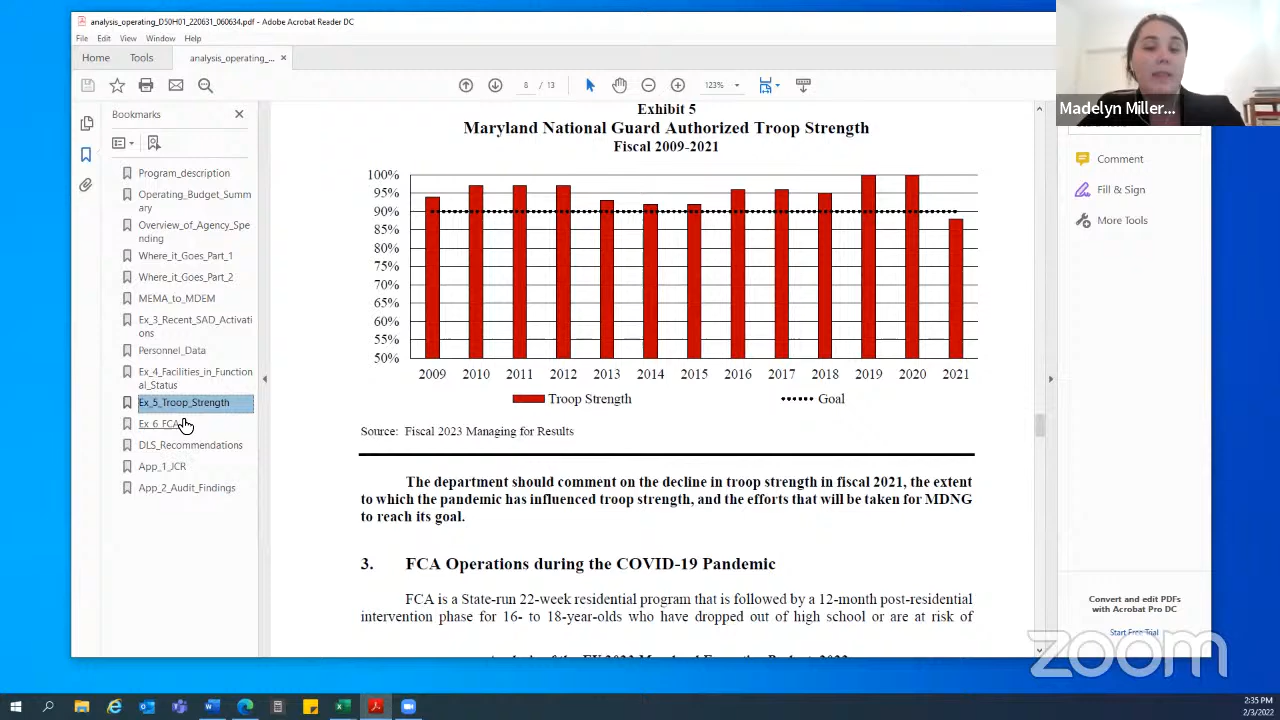 analysis_operating_D50H01_220631_060634.pdf - Adobe Acrobat Reader DC
File Edit View Window Help
Home Tools analysis_operating_... ×
8 / 13 123%
Madelyn Miller...
Bookmarks
Program_description
Operating_Budget_Summ
ary
Overview_of_Agency_Spe
nding
Where_it_Goes_Part_1
Where_it_Goes_Part_2
MEMA_to_MDEM
Ex_3_Recent_SAD_Activati
ons
Personnel_Data
Ex_4_Facilities_in_Function
al_Status
Ex_5_Troop_Strength
Ex_6_FCA
DLS_Recommendations
App_1_JCR
App_2_Audit_Findings
Exhibit 5
Maryland National Guard Authorized Troop Strength
Fiscal 2009-2021
100%
95%
90%
85%
80%
75%
70%
65%
60%
55%
50%
2009 2010 2011 2012 2013 2014 2015 2016 2017 2018 2019 2020 2021
Troop Strength Goal
Source: Fiscal 2023 Managing for Results
The department should comment on the decline in troop strength in fiscal 2021, the extent
to which the pandemic has influenced troop strength, and the efforts that will be taken for MDNG
to reach its goal.
3. FCA Operations during the COVID-19 Pandemic
FCA is a State-run 22-week residential program that is followed by a 12-month post-residential
intervention phase for 16- to 18-year-olds who have dropped out of high school or are at risk of
Comment
Fill & Sign
More Tools
Convert and edit PDFs
with Acrobat Pro DC
Start Free Trial
zoom
2:35 PM
2/3/2022